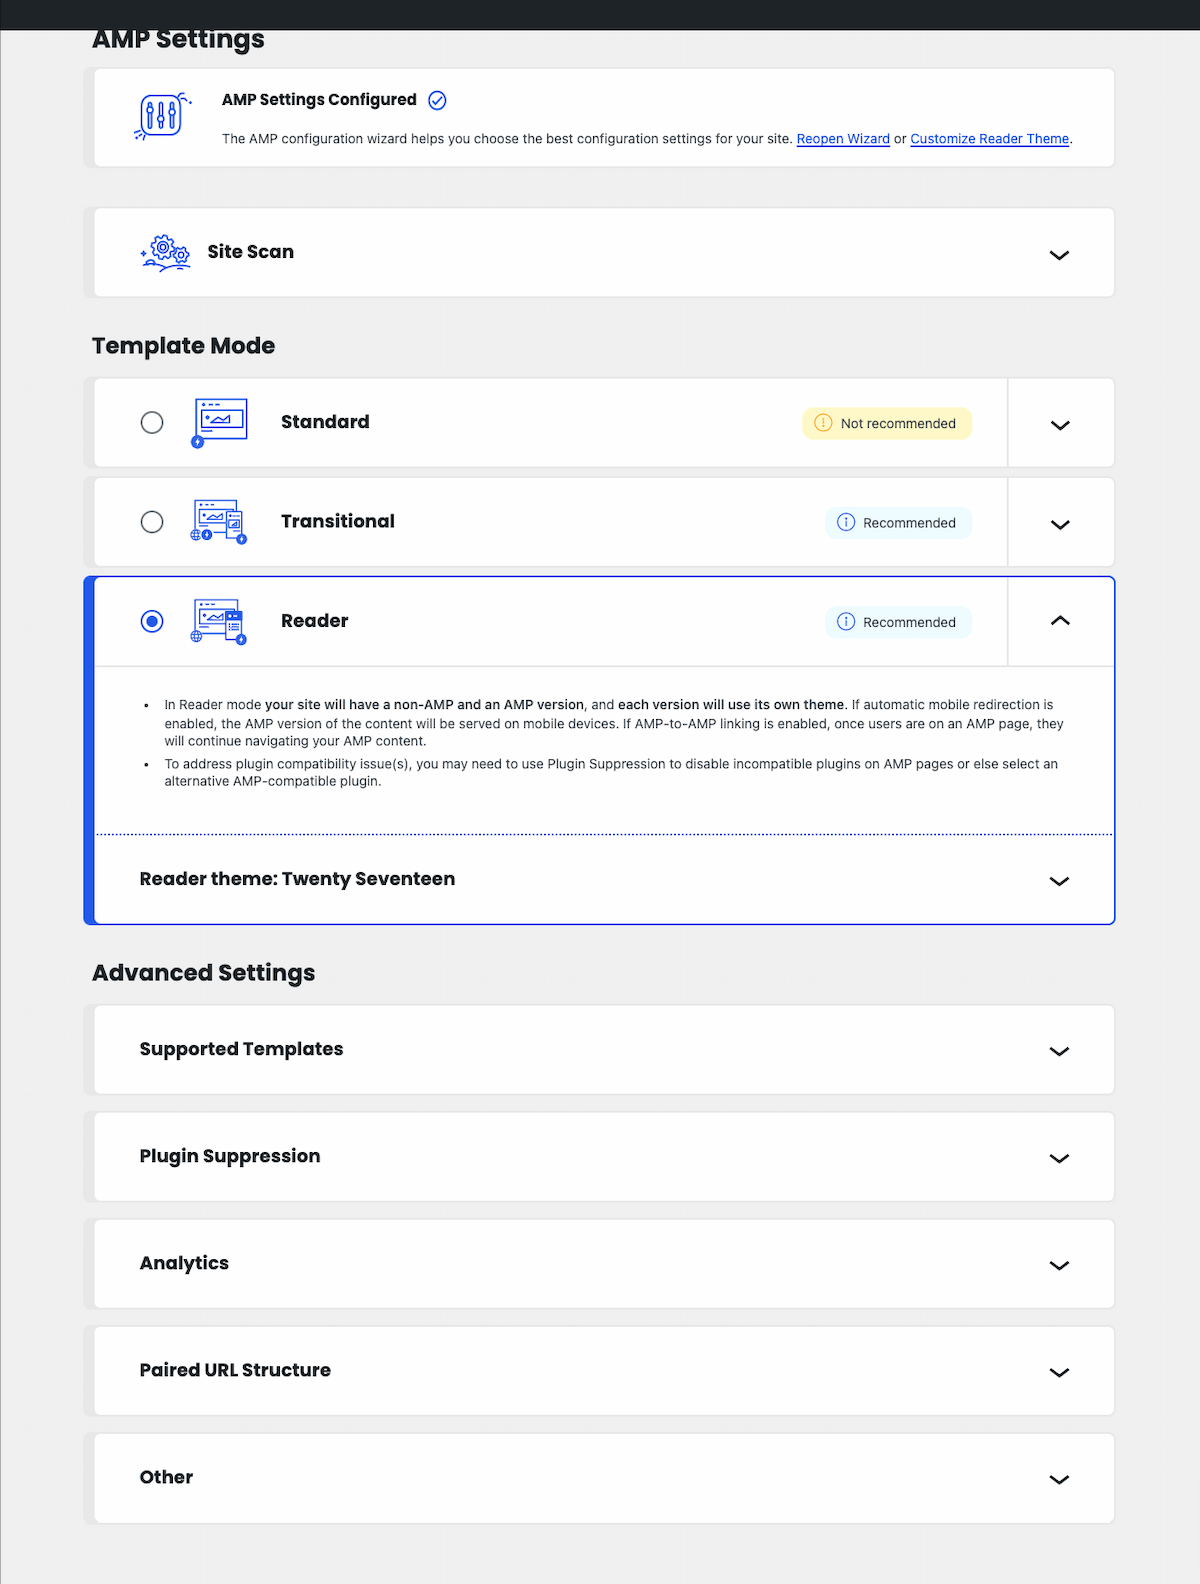 AMP Settings
AMP Settings Configured
The AMP configuration wizard helps you choose the best configuration settings for your site. Reopen Wizard or Customize Reader Theme.
Site Scan
Template Mode
Standard
Not recommended
Transitional
Recommended
Reader
Recommended
• In Reader mode your site will have a non-AMP and an AMP version, and each version will use its own theme. If automatic mobile redirection is
enabled, the AMP version of the content will be served on mobile devices. If AMP-to-AMP linking is enabled, once users are on an AMP page, they
will continue navigating your AMP content.
• To address plugin compatibility issue(s), you may need to use Plugin Suppression to disable incompatible plugins on AMP pages or else select an
alternative AMP-compatible plugin.
Reader theme: Twenty Seventeen
Advanced Settings
Supported Templates
Plugin Suppression
Analytics
Paired URL Structure
Other